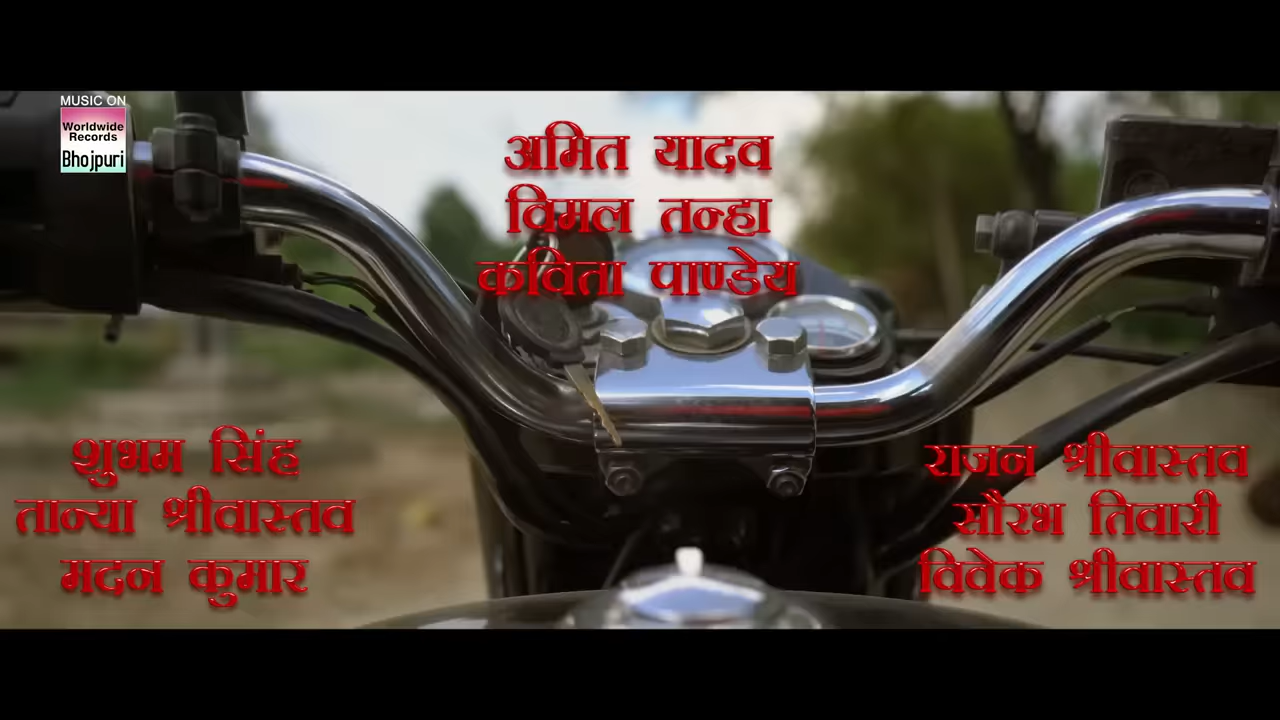 MUSIC ON
Worldwide
Records
Bhojpuri
अमित यादव
विमल तन्हा
कविता पाण्डेय
शुभम सिंह
तान्या श्रीवास्तव
मदन कुमार
राजन श्रीवास्तव
सौरभ तिवारी
विवेक श्रीवास्तव